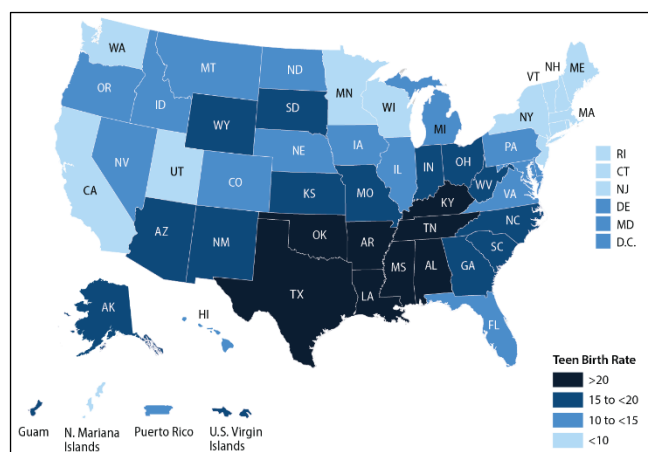 WA
MT
ND
MN
OR
ID
SD
WI
WY
NE
IA
MI
VT
NH
ME
NY
MA
PA
NV
UT
CO
KS
MO
IL
IN
OH
WV
VA
KY
CA
AZ
NM
OK
AR
TN
NC
SC
TX
LA
MS
AL
GA
FL
AK
HI
RI
CT
NJ
DE
MD
D.C.
Guam
N. Mariana
Islands
Puerto Rico
U.S. Virgin
Islands
Teen Birth Rate
>20
15 to <20
10 to <15
<10